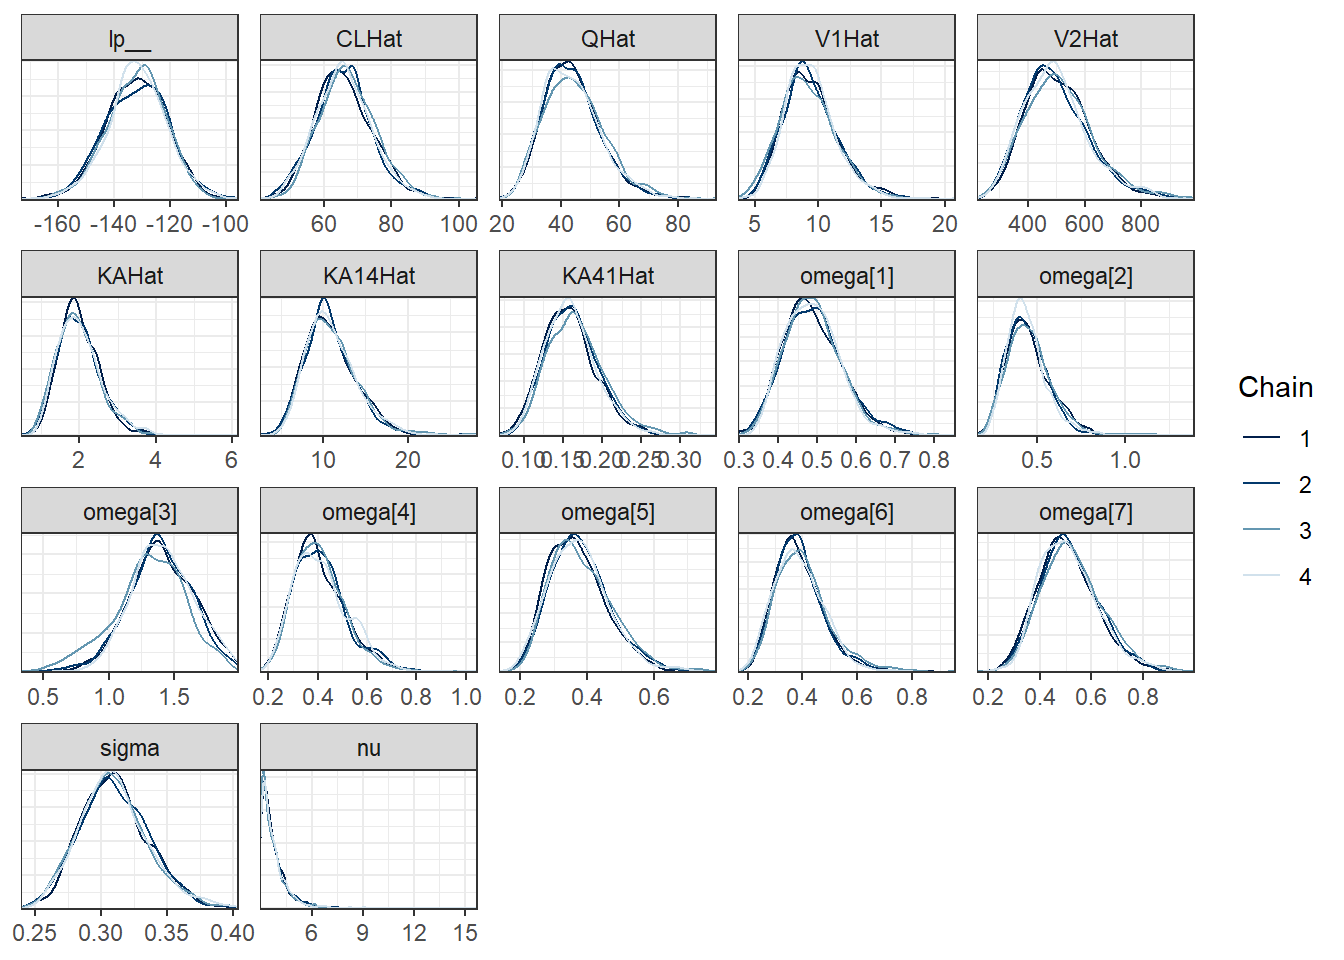 lp__ CLHat QHat V1Hat V2Hat
-160 -140 -120 -100 60 80 100 20 40 60 80 5 10 15 20 400 600 800
KAHat KA14Hat KA41Hat omega[1] omega[2]
2 4 6 10 20 0.10 0.15 0.20 0.25 0.30 0.3 0.4 0.5 0.6 0.7 0.8 0.5 1.0
Chain
1
2
3
4
omega[3] omega[4] omega[5] omega[6] omega[7]
0.5 1.0 1.5 0.2 0.4 0.6 0.8 1.0 0.2 0.4 0.6 0.2 0.4 0.6 0.8 0.2 0.4 0.6 0.8
sigma nu
0.25 0.30 0.35 0.40 6 9 12 15